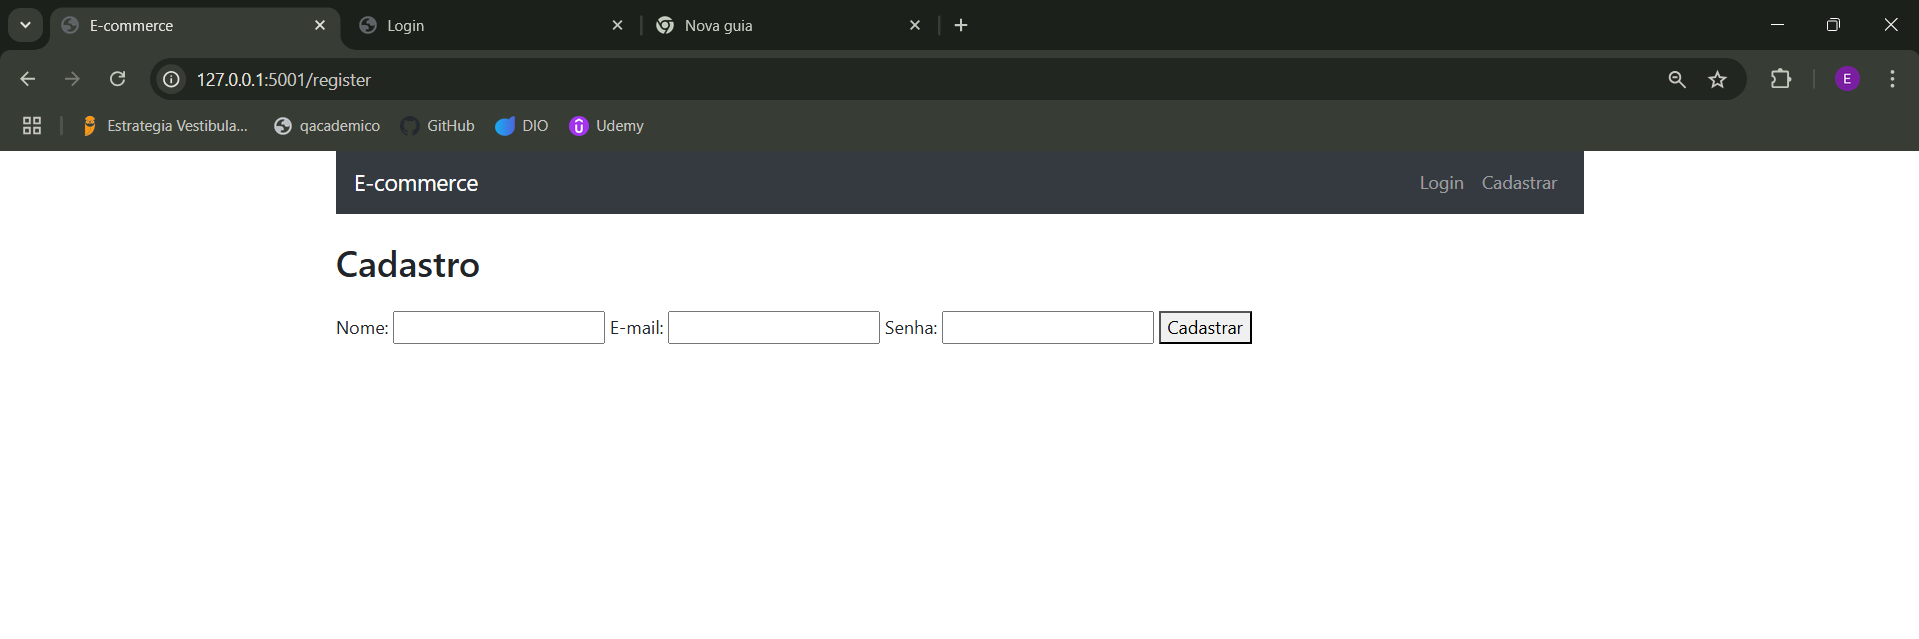 E-commerce
Login
Nova guia
127.0.0.1:5001/register
E
Estrategia Vestibula...
qacademico
GitHub
DIO
Udemy
E-commerce
Login
Cadastrar
Cadastro
Nome:
E-mail:
Senha:
Cadastrar